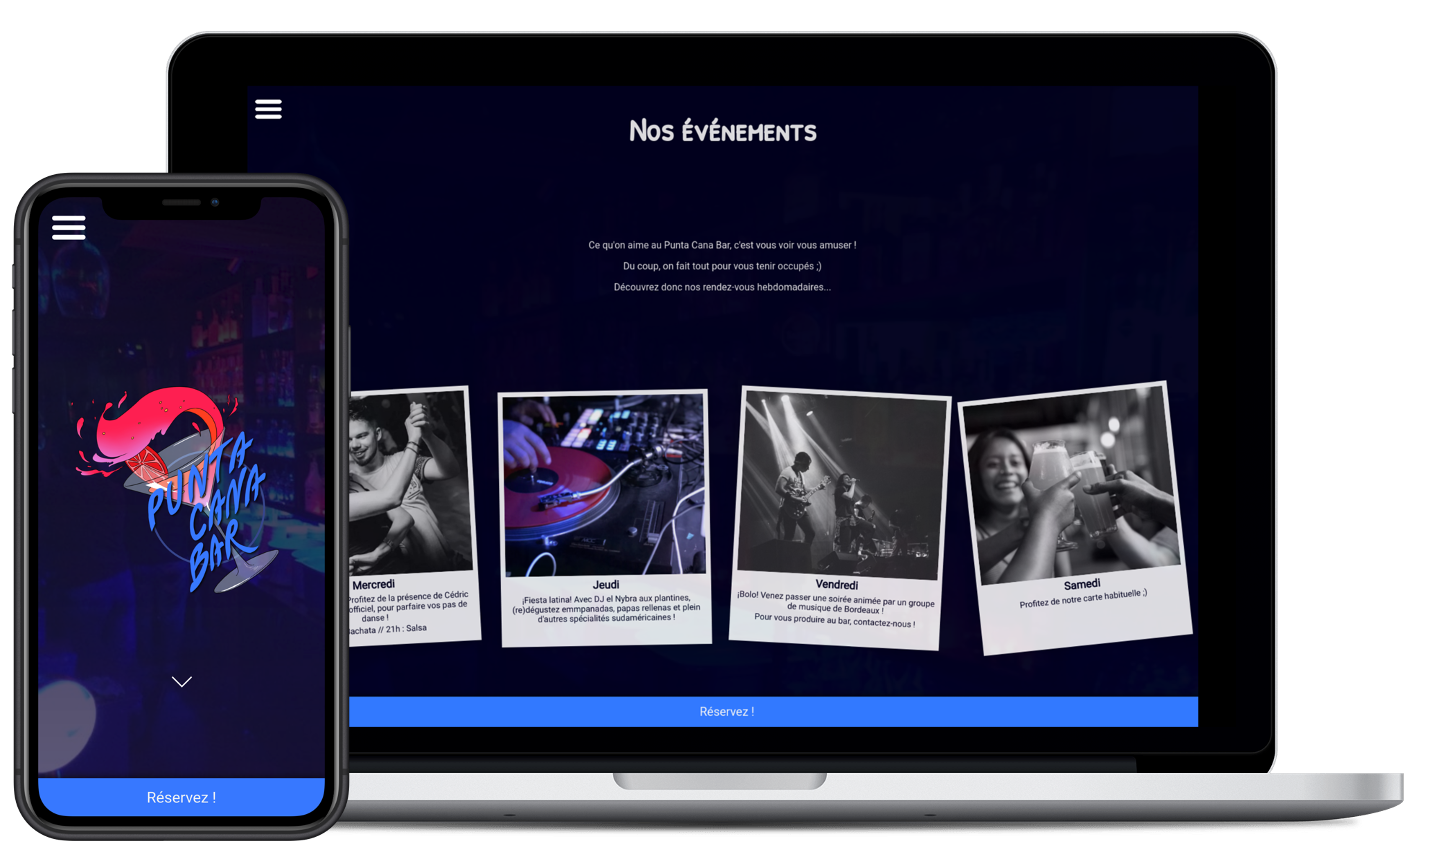 Nos événements
Ce qu'on aime au Punta Cana Bar, c'est vous voir vous amuser !
Du coup, on fait tout pour vous tenir occupés ;)
Découvrez donc nos rendez-vous hebdomadaires...
PUNTA
CANA
BAR
Réservez !
Mercredi
Profitez de la présence de Cédric
officiel, pour parfaire vos pas de
danse !
achata // 21h : Salsa
Jeudi
¡Fiesta latina! Avec DJ el Nybra aux plantines,
(re)dégustez emmpanadas, papas rellenas et plein
d'autres spécialités sudaméricaines !
Vendredi
¡Bolo! Venez passer une soirée animée par un groupe
de musique de Bordeaux !
Pour vous produire au bar, contactez-nous !
Samedi
Profitez de notre carte habituelle ;)
Réservez !